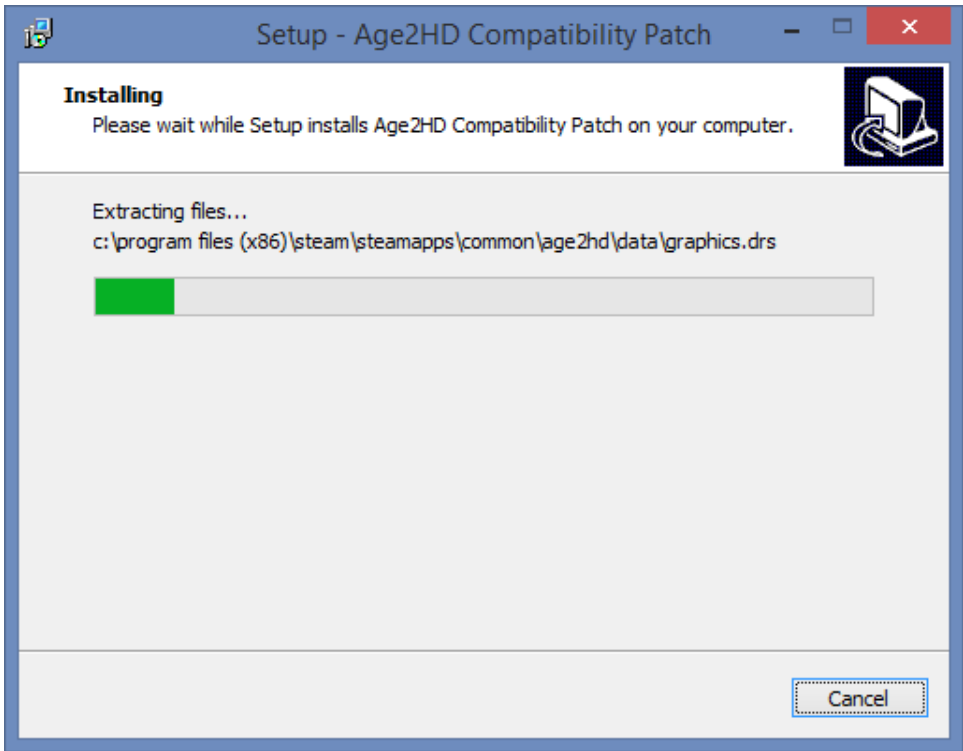 Setup - Age2HD Compatibility Patch
Installing
Please wait while Setup installs Age2HD Compatibility Patch on your computer.
Extracting files...
c:\program files (x86)\steam\steamapps\common\age2hd\data\graphics.drs
Cancel